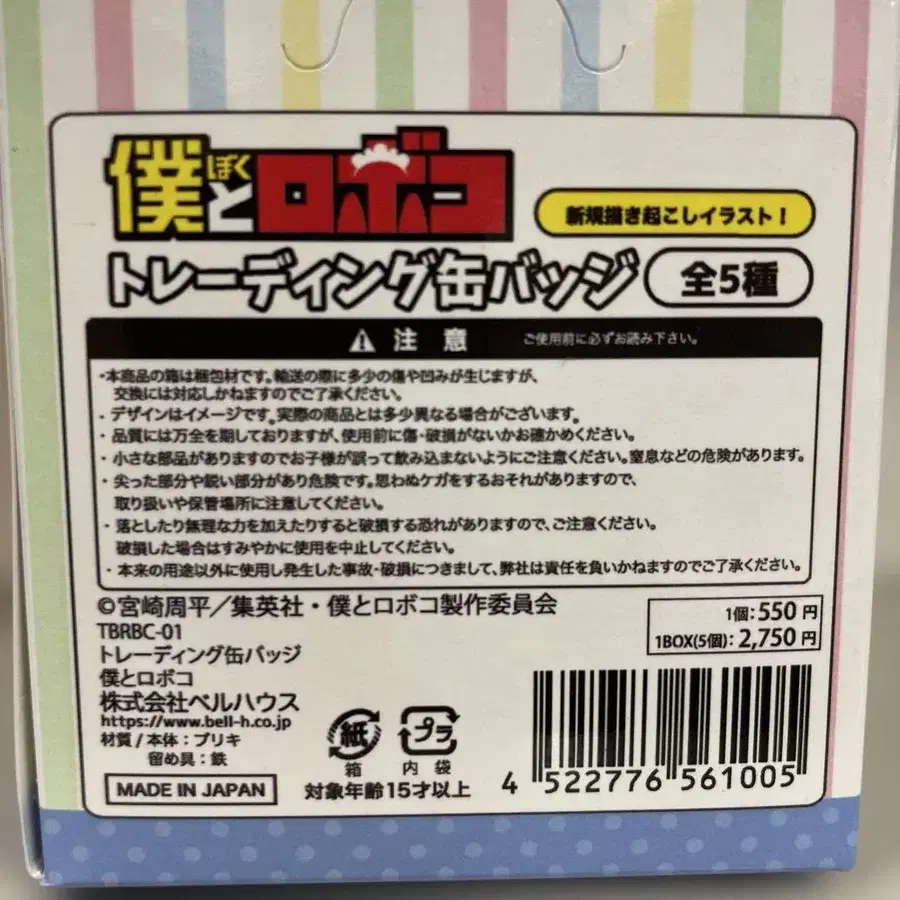 僕とロボコ
ぼく
新規描き起こしイラスト！
トレーディング缶バッジ 全5種
注意 ご使用前に必ずお読み下さい。
・本商品の箱は梱包材です。輸送の際に多少の傷や凹みが生じますが、
交換には対応しかねますのでご了承ください。
・デザインはイメージです。実際の商品とは多少異なる場合がございます。
・品質には万全を期しておりますが、使用前に傷・破損がないかお確かめください。
・小さな部品がありますのでお子様が誤って飲み込まないようにご注意ください。窒息などの危険があります。
・尖った部分や鋭い部分があり危険です。思わぬケガをするおそれがありますので、
取り扱いや保管場所に注意してください。
・落としたり無理な力を加えたりすると破損する恐れがありますので、ご注意ください。
破損した場合はすみやかに使用を中止してください。
・本来の用途以外に使用し発生した事故・破損につきまして、弊社は責任を負いかねますのでご了承ください。
©宮崎周平／集英社・僕とロボコ製作委員会
TBRBC-01
トレーディング缶バッジ
僕とロボコ
株式会社ベルハウス
https://www.bell-h.co.jp
材質/本体：ブリキ
留め具：鉄
MADE IN JAPAN
1個：550円
1BOX(5個)：2,750円
紙 プラ
箱 内袋
対象年齢15才以上
4 522776 561005